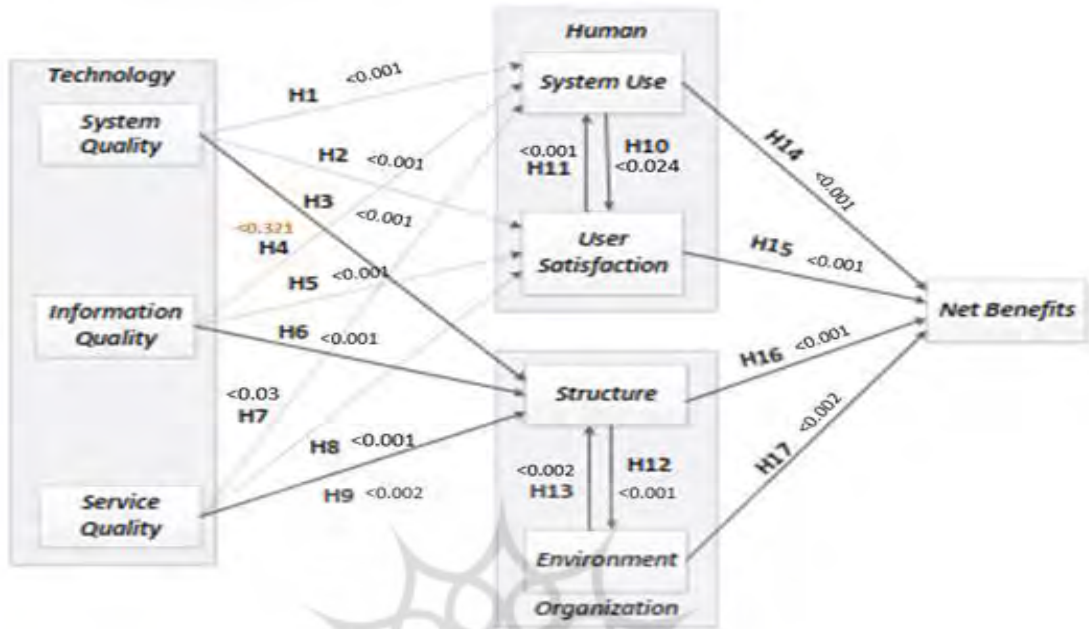 Human
Technology
System Use
System
Quality
H1 <0.001
H2 <0.001
H3 <0.001
<0.321
H4
H5 <0.001
H6 <0.001
<0.03
H7
H8 <0.001
H9 <0.002
<0.001
H11
H10
<0.024
User
Satisfaction
Information
Quality
H14 <0.001
H15 <0.001
Net Benefits
H16 <0.001
H17 <0.002
Structure
<0.002
H13
H12
<0.001
Service
Quality
Environment
Organization